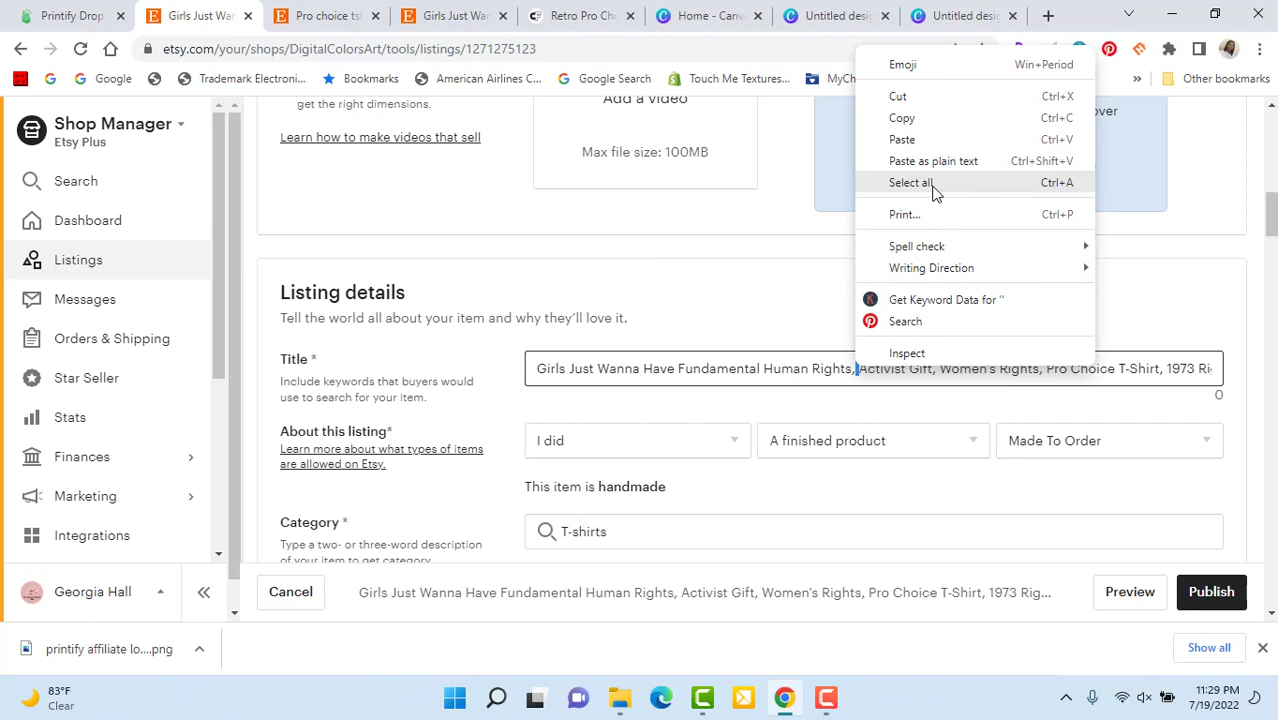 Printify Drop
Girls Just Wa
Pro choice tsh
Girls Just Wan
Retro Pro Choi
Home - Canva
Untitled desig
Untitled desig
etsy.com/your/shops/DigitalColorsArt/tools/listings/1271275123
Google
Trademark Electroni...
Bookmarks
American Airlines C...
Google Search
Touch Me Textures...
MyCh
Other bookmarks
Emoji Win+Period
Cut Ctrl+X
Copy Ctrl+C
Paste Ctrl+V
Paste as plain text Ctrl+Shift+V
Select all Ctrl+A
Print... Ctrl+P
Spell check
Writing Direction
Get Keyword Data for ''
Search
Inspect
Shop Manager
Etsy Plus
Search
Dashboard
Listings
Messages
Orders & Shipping
Star Seller
Stats
Finances
Marketing
Integrations
Georgia Hall
get the right dimensions.
Learn how to make videos that sell
Add a video
Max file size: 100MB
over
Listing details
Tell the world all about your item and why they'll love it.
Title *
Include keywords that buyers would
use to search for your item.
Girls Just Wanna Have Fundamental Human Rights, Activist Gift, Women's Rights, Pro Choice T-Shirt, 1973 Ri
0
About this listing*
Learn more about what types of items
are allowed on Etsy.
I did
A finished product
Made To Order
This item is handmade
Category *
Type a two- or three-word description
of your item to get category
T-shirts
Cancel
Girls Just Wanna Have Fundamental Human Rights, Activist Gift, Women's Rights, Pro Choice T-Shirt, 1973 Rig...
Preview
Publish
printify affiliate lo....png
Show all
83°F
Clear
11:29 PM
7/19/2022